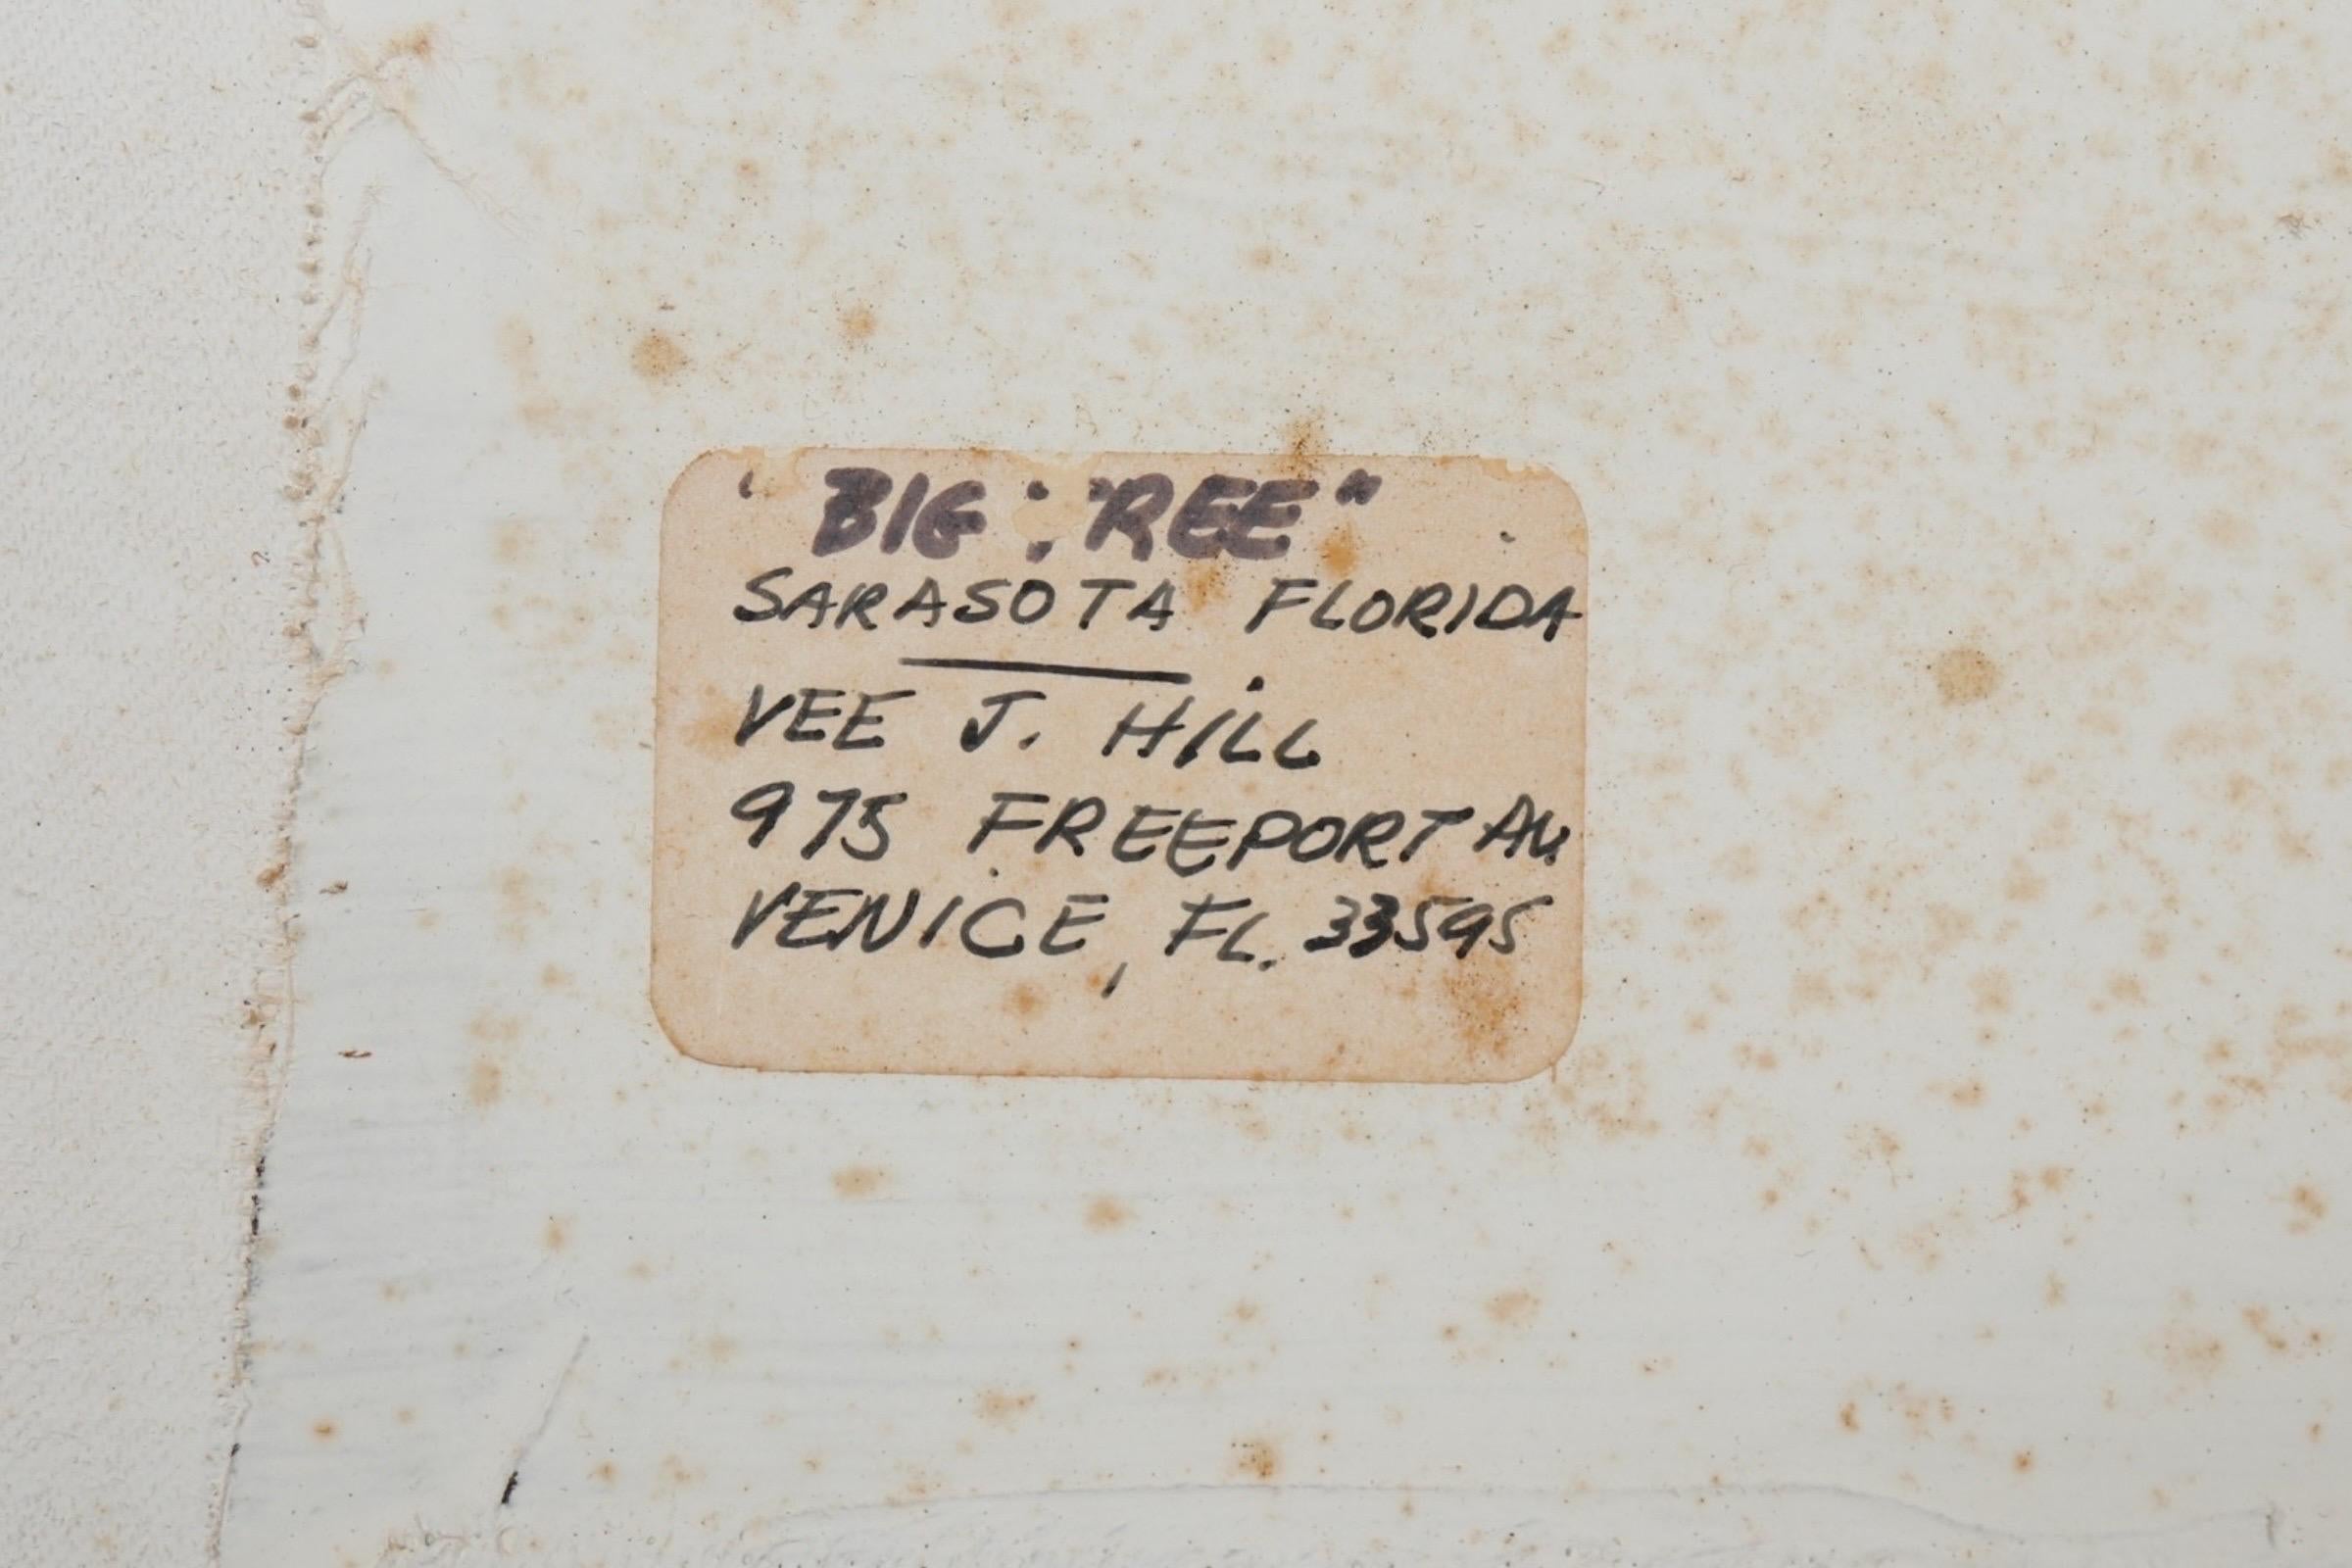 "BIG REE"
SARASOTA FLORIDA
VEE J. HILL
975 FREEPORT AV
VENICE, FL. 33595